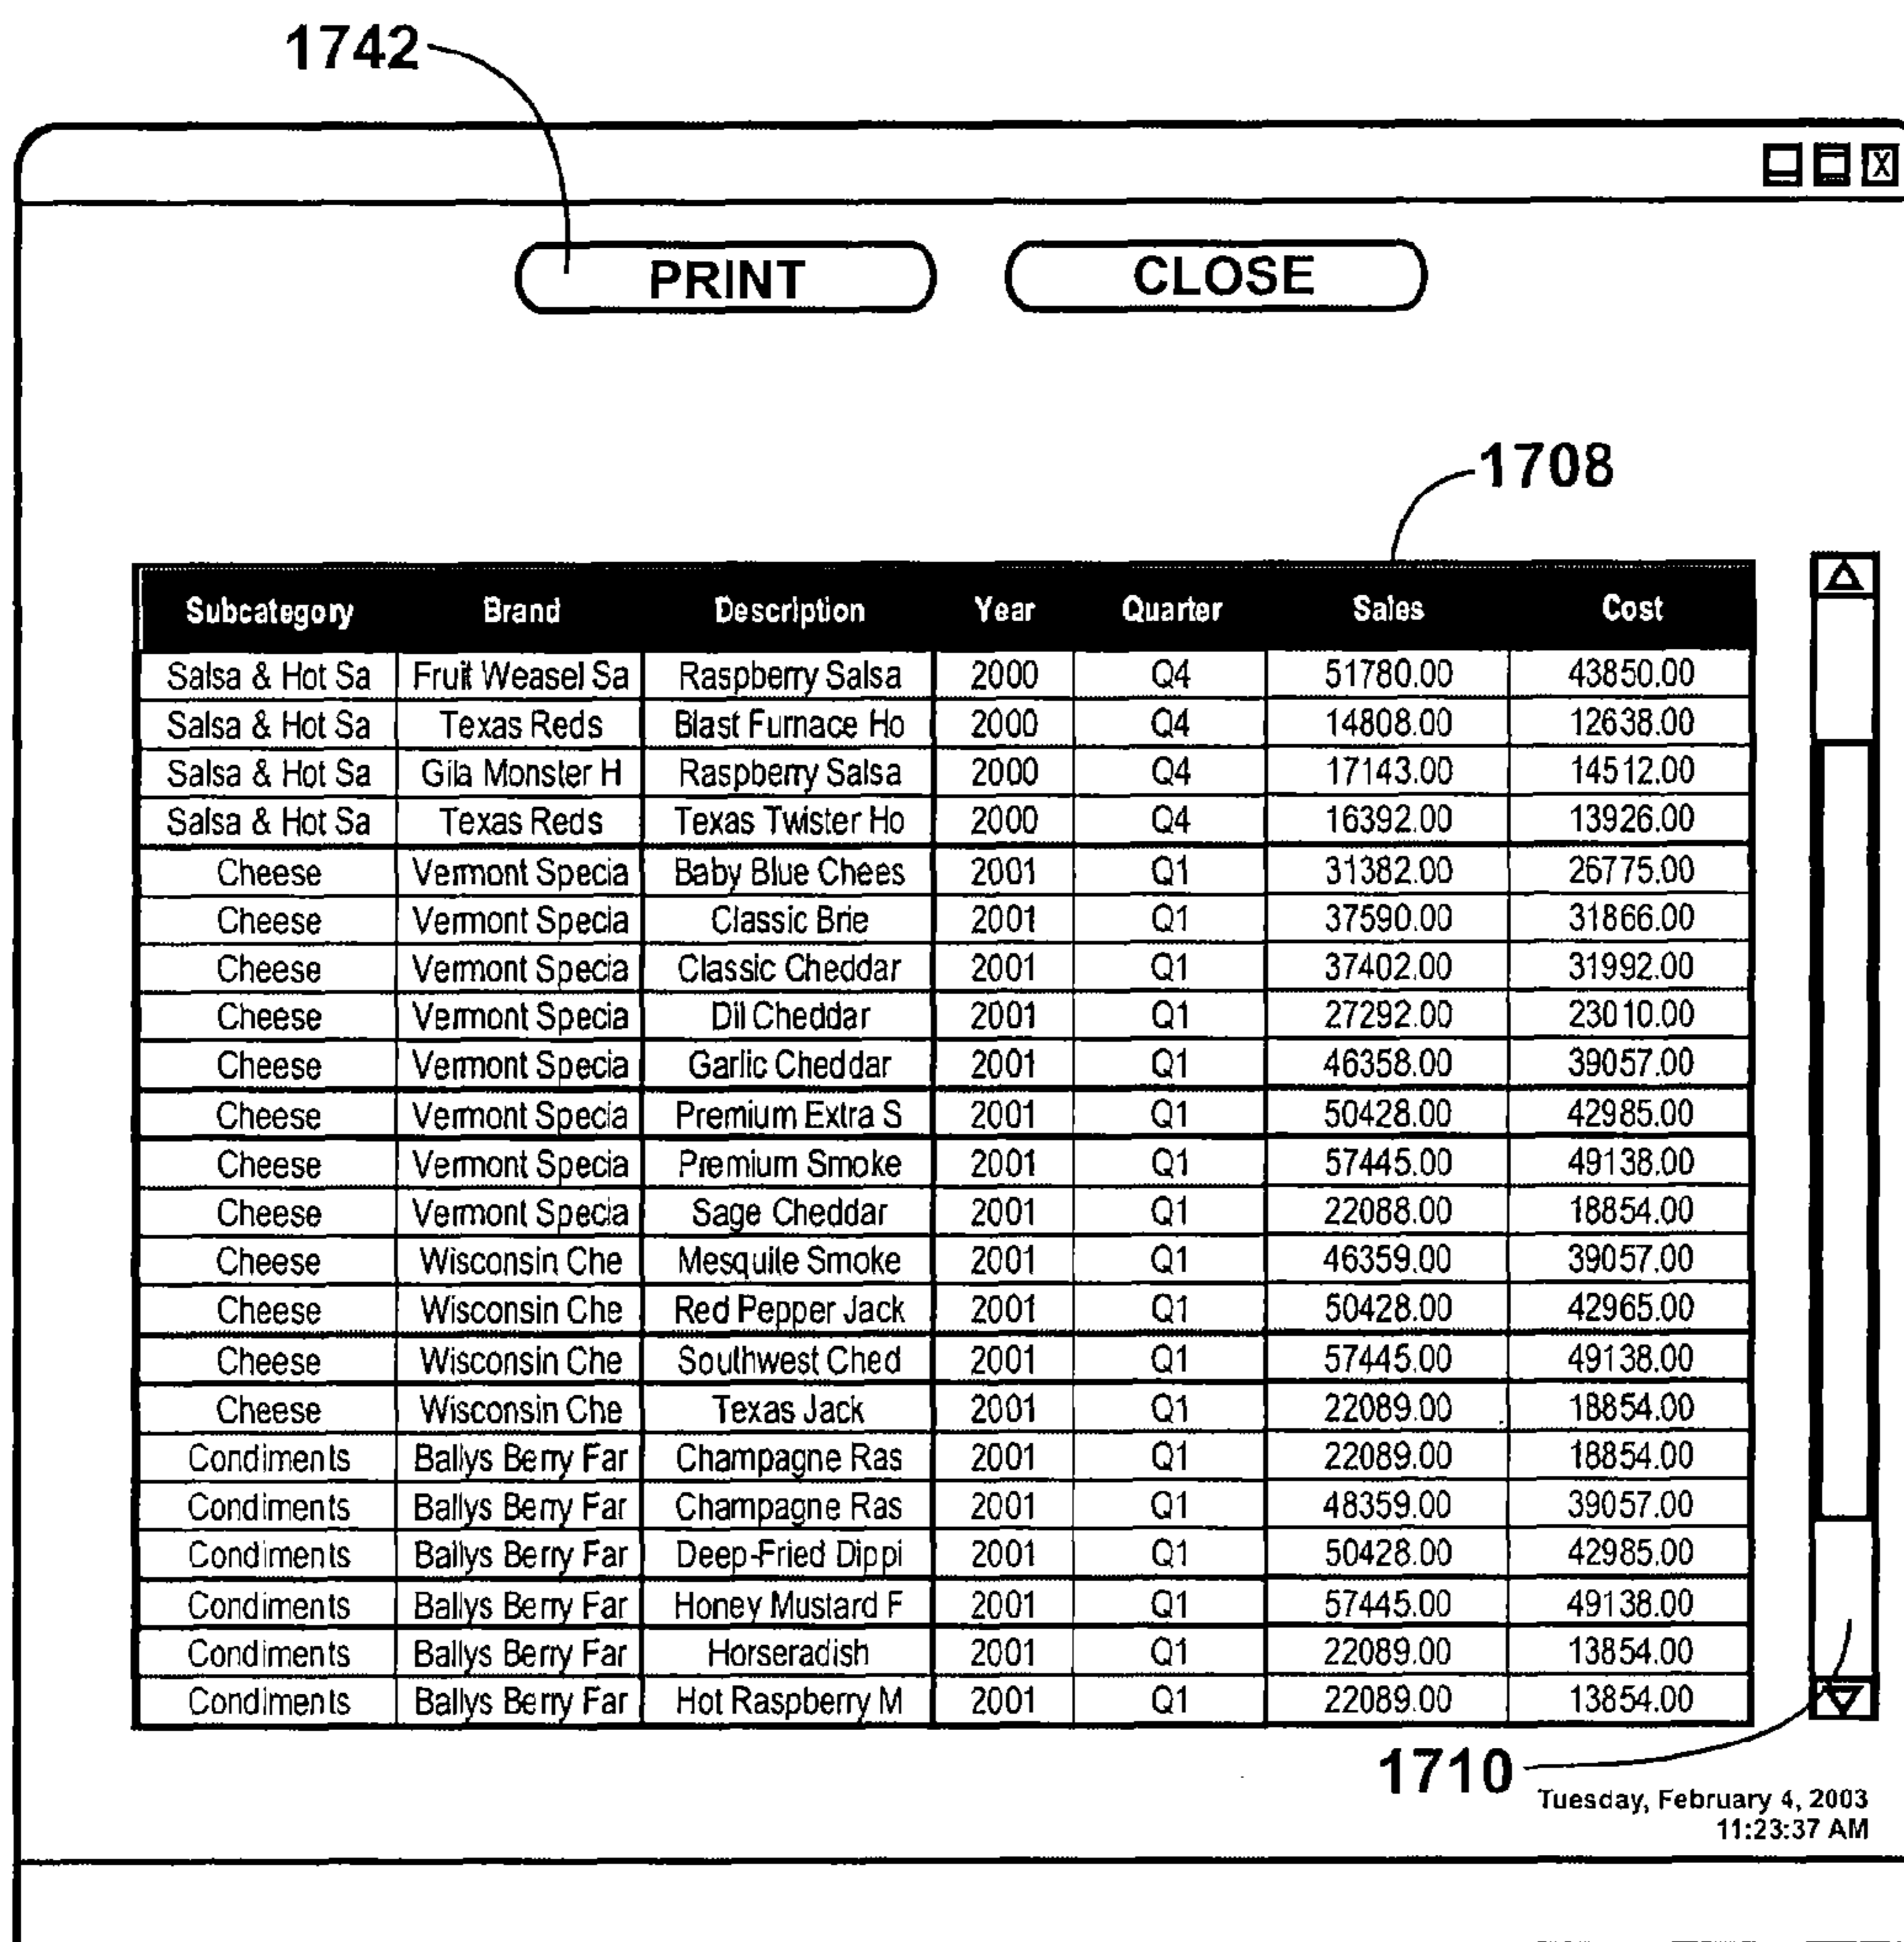 1742
X
PRINT CLOSE
1708
Subcategory Brand Description Year Quarter Sales Cost
Salsa & Hot Sa Fruit Weasel Sa Raspberry Salsa 2000 Q4 51780.00 43850.00
Salsa & Hot Sa Texas Reds Blast Furnace Ho 2000 Q4 14808.00 12638.00
Salsa & Hot Sa Gila Monster H Raspberry Salsa 2000 Q4 17143.00 14512.00
Salsa & Hot Sa Texas Reds Texas Twister Ho 2000 Q4 16392.00 13926.00
Cheese Vermont Specia Baby Blue Chees 2001 Q1 31382.00 26775.00
Cheese Vermont Specia Classic Brie 2001 Q1 37590.00 31866.00
Cheese Vermont Specia Classic Cheddar 2001 Q1 37402.00 31992.00
Cheese Vermont Specia Dil Cheddar 2001 Q1 27292.00 23010.00
Cheese Vermont Specia Garlic Cheddar 2001 Q1 46358.00 39057.00
Cheese Vermont Specia Premium Extra S 2001 Q1 50428.00 42985.00
Cheese Vermont Specia Premium Smoke 2001 Q1 57445.00 49138.00
Cheese Vermont Specia Sage Cheddar 2001 Q1 22088.00 18854.00
Cheese Wisconsin Che Mesquite Smoke 2001 Q1 46359.00 39057.00
Cheese Wisconsin Che Red Pepper Jack 2001 Q1 50428.00 42965.00
Cheese Wisconsin Che Southwest Ched 2001 Q1 57445.00 49138.00
Cheese Wisconsin Che Texas Jack 2001 Q1 22089.00 18854.00
Condiments Ballys Berry Far Champagne Ras 2001 Q1 22089.00 18854.00
Condiments Ballys Berry Far Champagne Ras 2001 Q1 48359.00 39057.00
Condiments Ballys Berry Far Deep-Fried Dippi 2001 Q1 50428.00 42985.00
Condiments Ballys Berry Far Honey Mustard F 2001 Q1 57445.00 49138.00
Condiments Ballys Berry Far Horseradish 2001 Q1 22089.00 13854.00
Condiments Ballys Berry Far Hot Raspberry M 2001 Q1 22089.00 13854.00
1710
Tuesday, February 4, 2003
11:23:37 AM